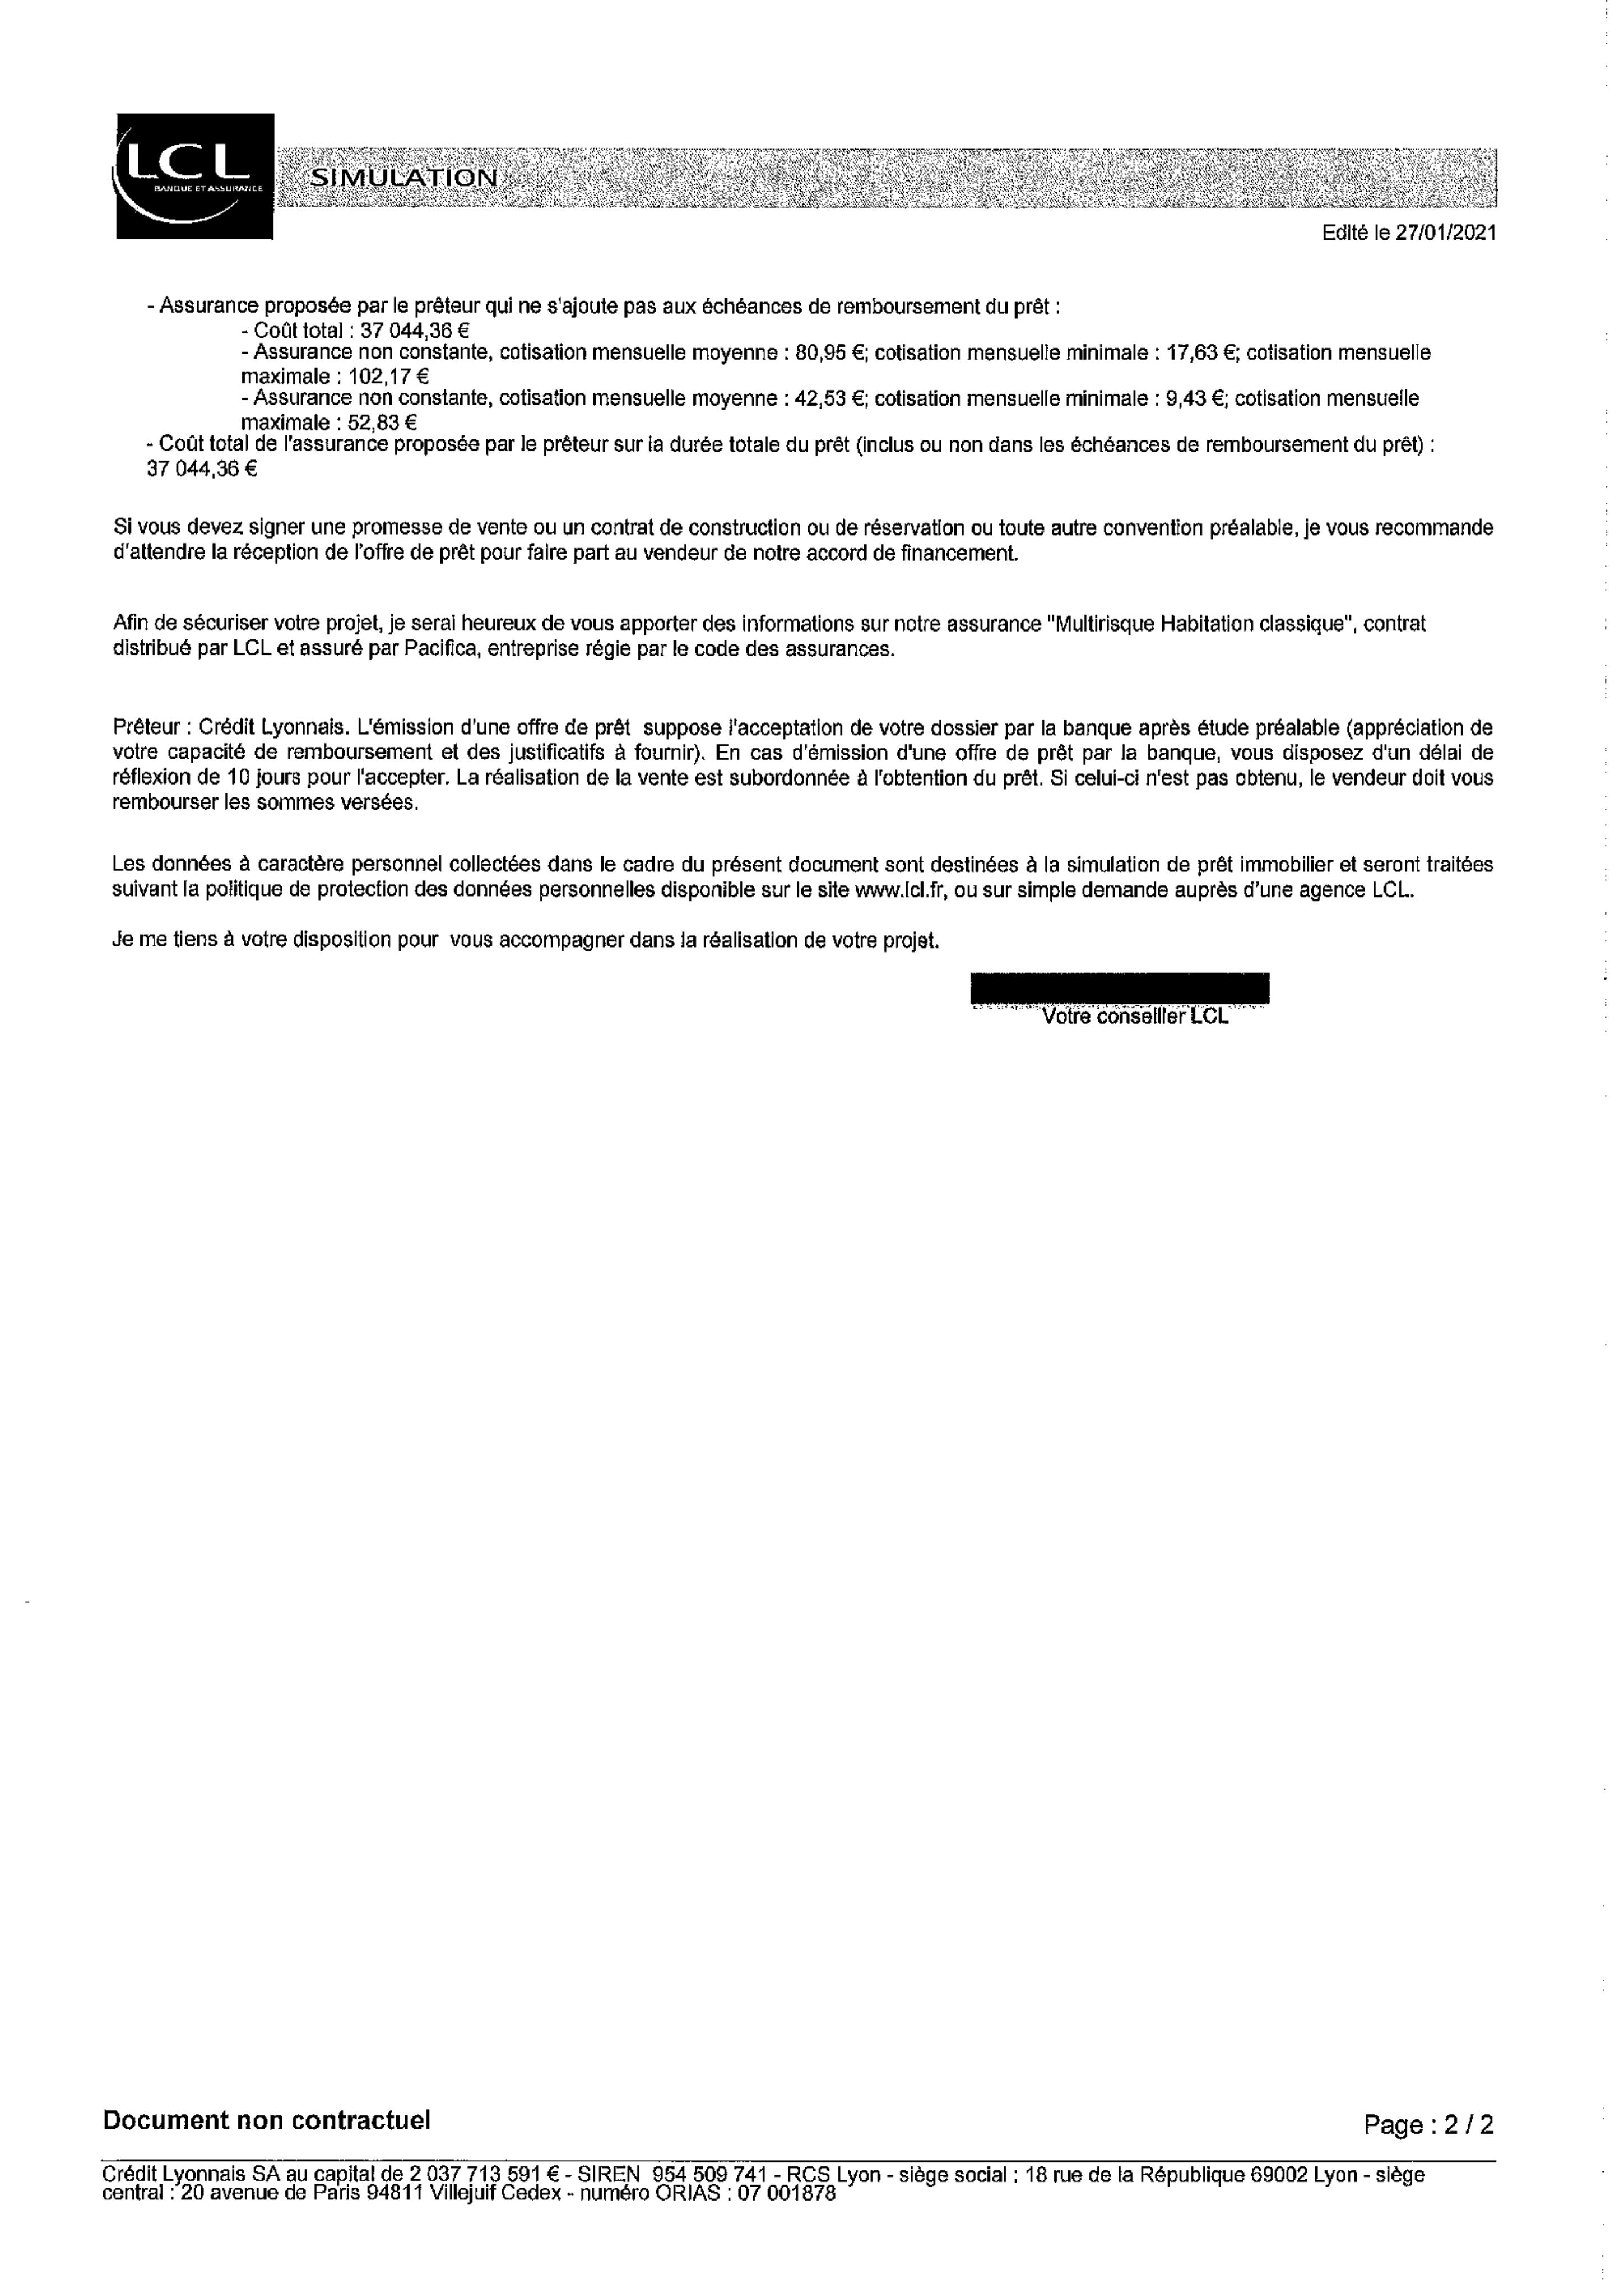 LCL
BANQUE ET ASSURANCE
SIMULATION
Edité le 27/01/2021
- Assurance proposée par le prêteur qui ne s'ajoute pas aux échéances de remboursement du prêt :
- Coût total : 37 044,36 €
- Assurance non constante, cotisation mensuelle moyenne : 80,95 €; cotisation mensuelle minimale : 17,63 €; cotisation mensuelle
maximale : 102,17 €
- Assurance non constante, cotisation mensuelle moyenne : 42,53 €; cotisation mensuelle minimale : 9,43 €; cotisation mensuelle
maximale : 52,83 €
- Coût total de l'assurance proposée par le prêteur sur la durée totale du prêt (inclus ou non dans les échéances de remboursement du prêt) :
37 044,36 €
Si vous devez signer une promesse de vente ou un contrat de construction ou de réservation ou toute autre convention préalable, je vous recommande
d'attendre la réception de l'offre de prêt pour faire part au vendeur de notre accord de financement.
Afin de sécuriser votre projet, je serai heureux de vous apporter des informations sur notre assurance "Multirisque Habitation classique", contrat
distribué par LCL et assuré par Pacifica, entreprise régie par le code des assurances.
Prêteur : Crédit Lyonnais. L'émission d'une offre de prêt suppose l'acceptation de votre dossier par la banque après étude préalable (appréciation de
votre capacité de remboursement et des justificatifs à fournir). En cas d'émission d'une offre de prêt par la banque, vous disposez d'un délai de
réflexion de 10 jours pour l'accepter. La réalisation de la vente est subordonnée à l'obtention du prêt. Si celui-ci n'est pas obtenu, le vendeur doit vous
rembourser les sommes versées.
Les données à caractère personnel collectées dans le cadre du présent document sont destinées à la simulation de prêt immobilier et seront traitées
suivant la politique de protection des données personnelles disponible sur le site www.lcl.fr, ou sur simple demande auprès d'une agence LCL.
Je me tiens à votre disposition pour vous accompagner dans la réalisation de votre projet.
Votre conseiller LCL
Document non contractuel
Page : 2 / 2
Crédit Lyonnais SA au capital de 2 037 713 591 € - SIREN 954 509 741 - RCS Lyon - siège social : 18 rue de la République 69002 Lyon - siège
central : 20 avenue de Paris 94811 Villejuif Cedex - numéro ORIAS : 07 001878